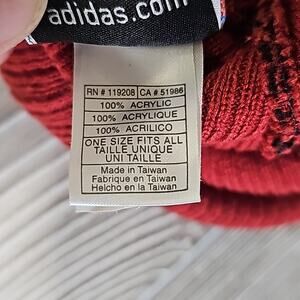 adidas.com
RN # 119208 CA # 51986
100% ACRYLIC
100% ACRYLIQUE
100% ACRILICO
ONE SIZE FITS ALL
TAILLE UNIQUE
UNI TAILLE
Made in Taiwan
Fabrique en Taiwan
Helcho en la Taiwan